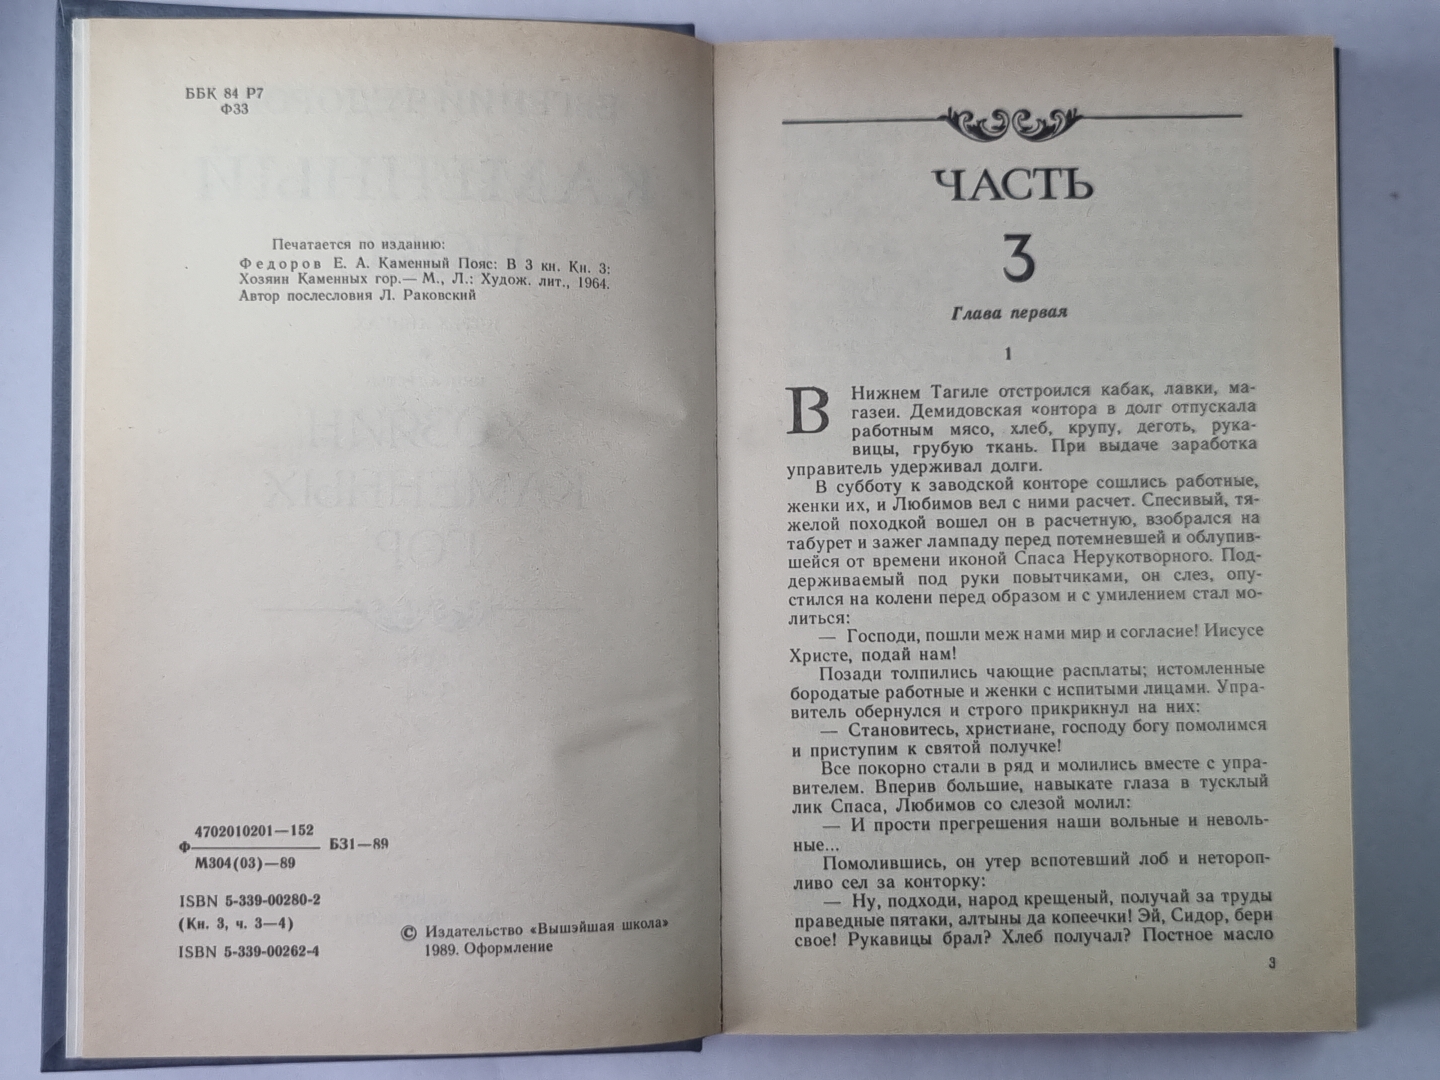 ББК 84 Р7
Ф33
Печатается по изданию:
Федоров Е. А. Каменный Пояс: В 3 кн. Кн. 3:
Хозяин Каменных гор.— М., Л.: Худож. лит., 1964.
Автор послесловия Л. Раковский
4702010201—152
Ф———— БЗ1—89
М304(03)—89
ISBN 5-339-00280-2
(Кн. 3, ч. 3—4)
ISBN 5-339-00262-4
© Издательство «Вышэйшая школа»
1989. Оформление
ЧАСТЬ
3
Глава первая
1
В Нижнем Тагиле отстроился кабак, лавки, ма-
газеи. Демидовская контора в долг отпускала
работным мясо, хлеб, крупу, деготь, рука-
вицы, грубую ткань. При выдаче заработка
управитель удерживал долги.
В субботу к заводской конторе сошлись работные,
женки их, и Любимов вел с ними расчет. Спесивый, тя-
желой походкой вошел он в расчетную, взобрался на
табурет и зажег лампаду перед потемневшей и облупив-
шейся от времени иконой Спаса Нерукотворного. Под-
держиваемый под руки повытчиками, он слез, опу-
стился на колени перед образом и с умилением стал мо-
литься:
— Господи, пошли меж нами мир и согласие! Иисусе
Христе, подай нам!
Позади толпились чающие расплаты; истомленные
бородатые работные и женки с испитыми лицами. Упра-
витель обернулся и строго прикрикнул на них:
— Становитесь, христиане, господу богу помолимся
и приступим к святой получке!
Все покорно стали в ряд и молились вместе с упра-
вителем. Вперив большие, навыкате глаза в тусклый
лик Спаса, Любимов со слезой молил:
— И прости прегрешения наши вольные и неволь-
ные...
Помолившись, он утер вспотевший лоб и нетороп-
ливо сел за конторку:
— Ну, подходи, народ крещеный, получай за труды
праведные пятаки, алтыны да копеечки! Эй, Сидор, бери
свое! Рукавицы брал? Хлеб получал? Постное масло
3